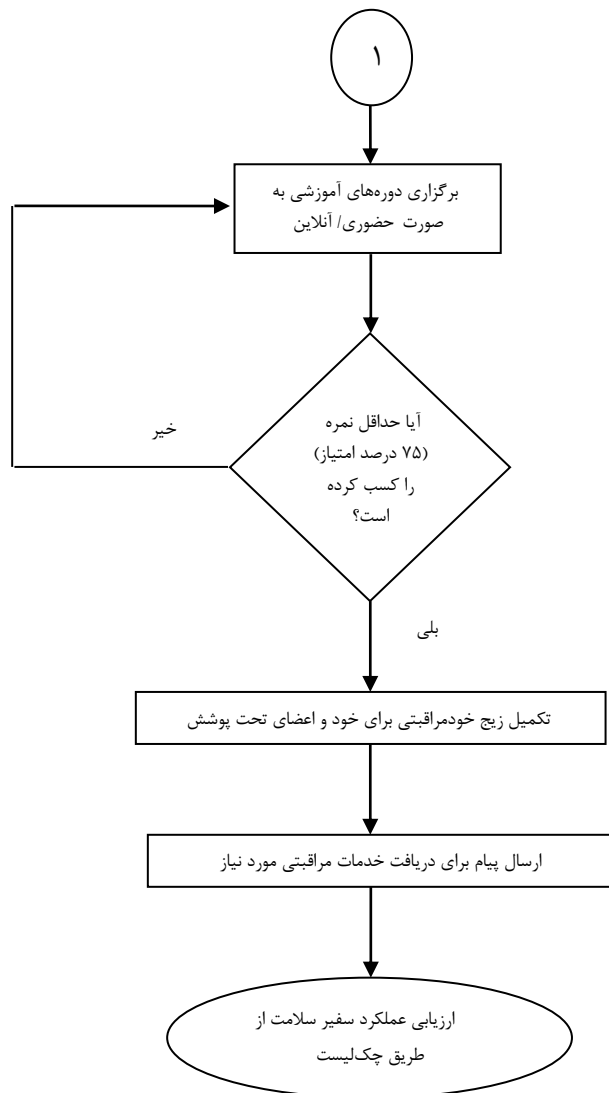 ۱
برگزاری دوره‌های آموزشی به
صورت حضوری/ آنلاین
آیا حداقل نمره
(۷۵ درصد امتیاز)
را کسب کرده
است؟
خیر
بلی
تکمیل زیج خودمراقبتی برای خود و اعضای تحت پوشش
ارسال پیام برای دریافت خدمات مراقبتی مورد نیاز
ارزیابی عملکرد سفیر سلامت از
طریق چک‌لیست